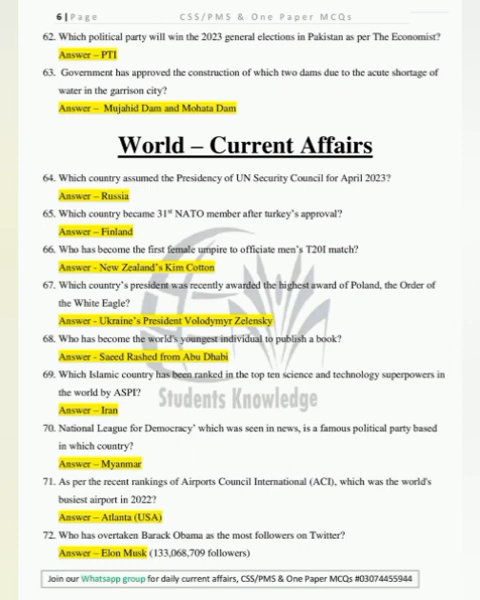 6 | Page CSS/PMS & One Paper MCQs
62. Which political party will win the 2023 general elections in Pakistan as per The Economist?
Answer – PTI
63. Government has approved the construction of which two dams due to the acute shortage of
water in the garrison city?
Answer – Mujahid Dam and Mohata Dam
World – Current Affairs
64. Which country assumed the Presidency of UN Security Council for April 2023?
Answer – Russia
65. Which country became 31st NATO member after turkey's approval?
Answer – Finland
66. Who has become the first female umpire to officiate men's T20I match?
Answer - New Zealand's Kim Cotton
67. Which country's president was recently awarded the highest award of Poland, the Order of
the White Eagle?
Answer - Ukraine's President Volodymyr Zelensky
68. Who has become the world's youngest individual to publish a book?
Answer - Saeed Rashed from Abu Dhabi
69. Which Islamic country has been ranked in the top ten science and technology superpowers in
the world by ASPI?
Answer – Iran
Students Knowledge
70. National League for Democracy' which was seen in news, is a famous political party based
in which country?
Answer – Myanmar
71. As per the recent rankings of Airports Council International (ACI), which was the world's
busiest airport in 2022?
Answer – Atlanta (USA)
72. Who has overtaken Barack Obama as the most followers on Twitter?
Answer – Elon Musk (133,068,709 followers)
Join our Whatsapp group for daily current affairs, CSS/PMS & One Paper MCQs #03074455944